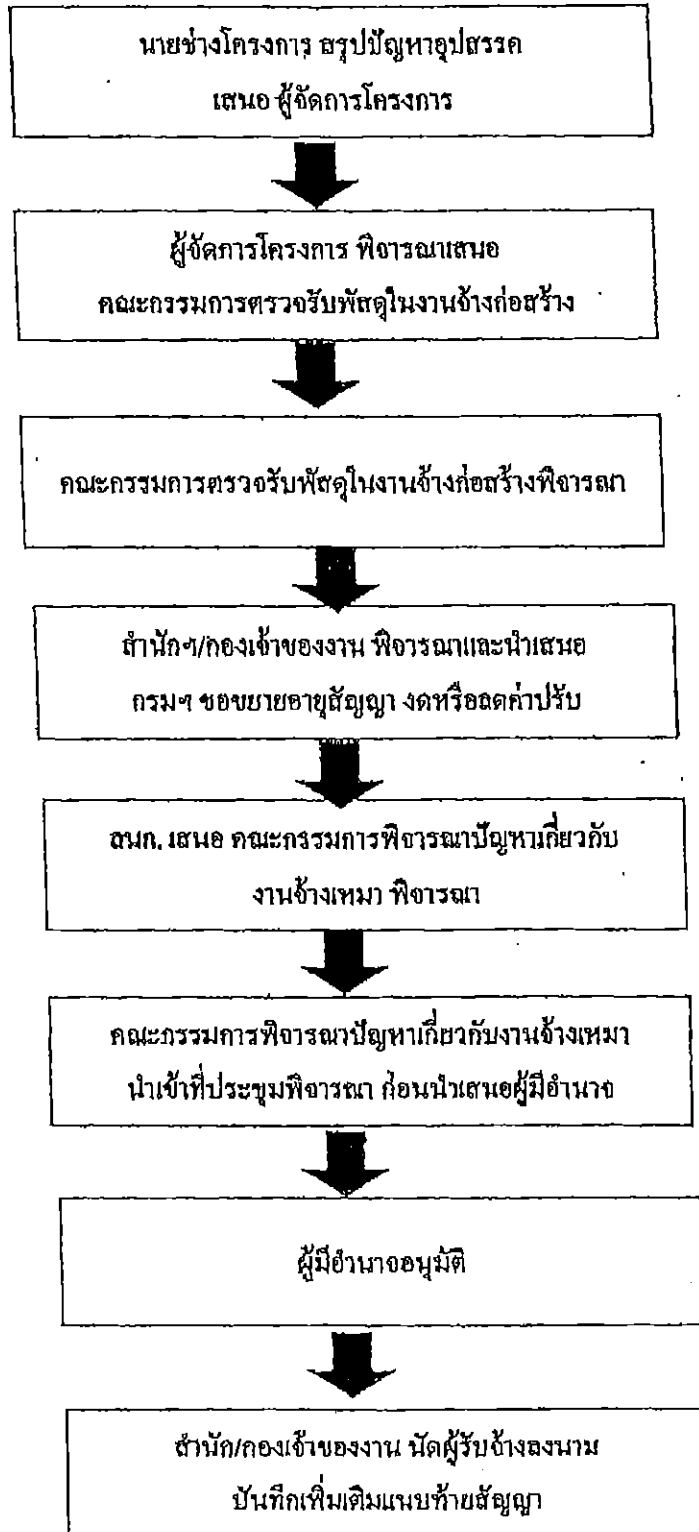 นายช่างโครงการ สรุปปัญหาอุปสรรค
เสนอ ผู้จัดการโครงการ
ผู้จัดการโครงการ พิจารณาเสนอ
คณะกรรมการตรวจรับพัสดุในงานจ้างก่อสร้าง
คณะกรรมการตรวจรับพัสดุในงานจ้างก่อสร้างพิจารณา
สำนักฯ/กองเจ้าของงาน พิจารณาและนำเสนอ
กรมฯ ขอขยายอายุสัญญา งดหรือลดค่าปรับ
สนก. เสนอ คณะกรรมการพิจารณาปัญหาเกี่ยวกับ
งานจ้างเหมา พิจารณา
คณะกรรมการพิจารณาปัญหาเกี่ยวกับงานจ้างเหมา
นำเข้าที่ประชุมพิจารณา ก่อนนำเสนอผู้มีอำนาจ
ผู้มีอำนาจอนุมัติ
สำนัก/กองเจ้าของงาน นัดผู้รับจ้างลงนาม
บันทึกเพิ่มเติมแนบท้ายสัญญา